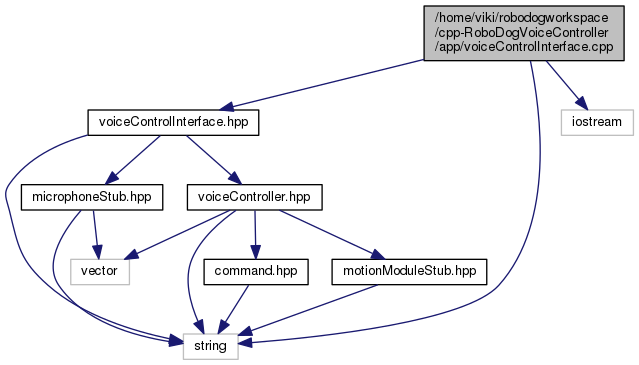 /home/viki/robodogworkspace
/cpp-RoboDogVoiceController
/app/voiceControlInterface.cpp
voiceControlInterface.hpp
iostream
microphoneStub.hpp
voiceController.hpp
vector
command.hpp
motionModuleStub.hpp
string